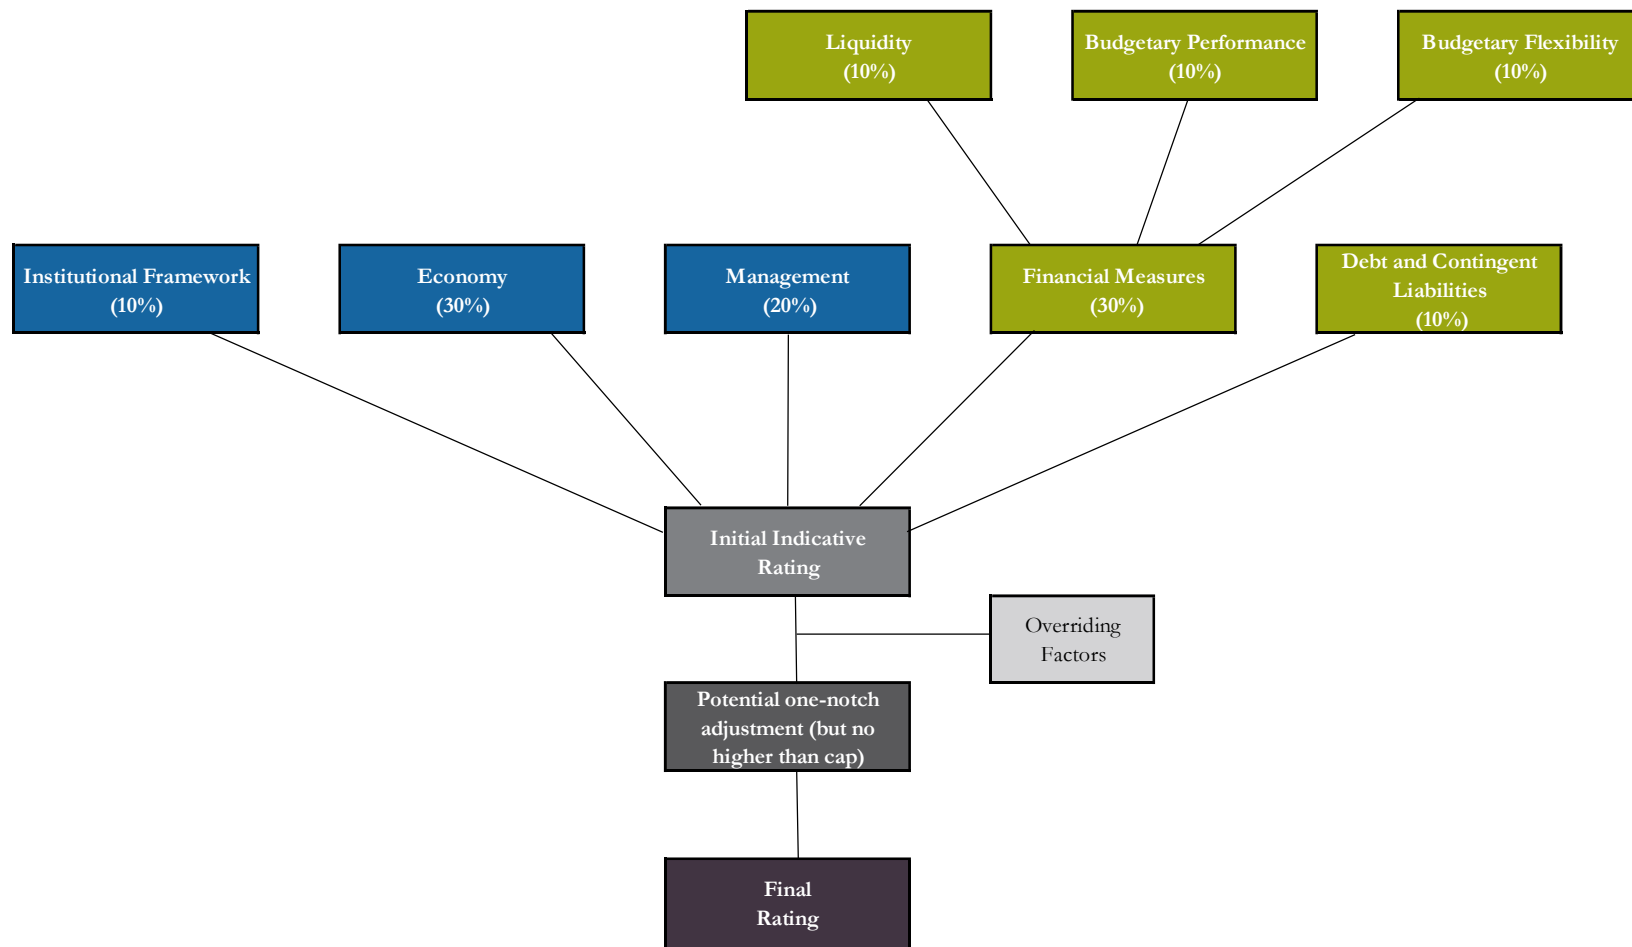 Liquidity
(10%)
Budgetary Performance
(10%)
Budgetary Flexibility
(10%)
Institutional Framework
(10%)
Economy
(30%)
Management
(20%)
Financial Measures
(30%)
Debt and Contingent
Liabilities
(10%)
Initial Indicative
Rating
Overriding
Factors
Potential one-notch
adjustment (but no
higher than cap)
Final
Rating